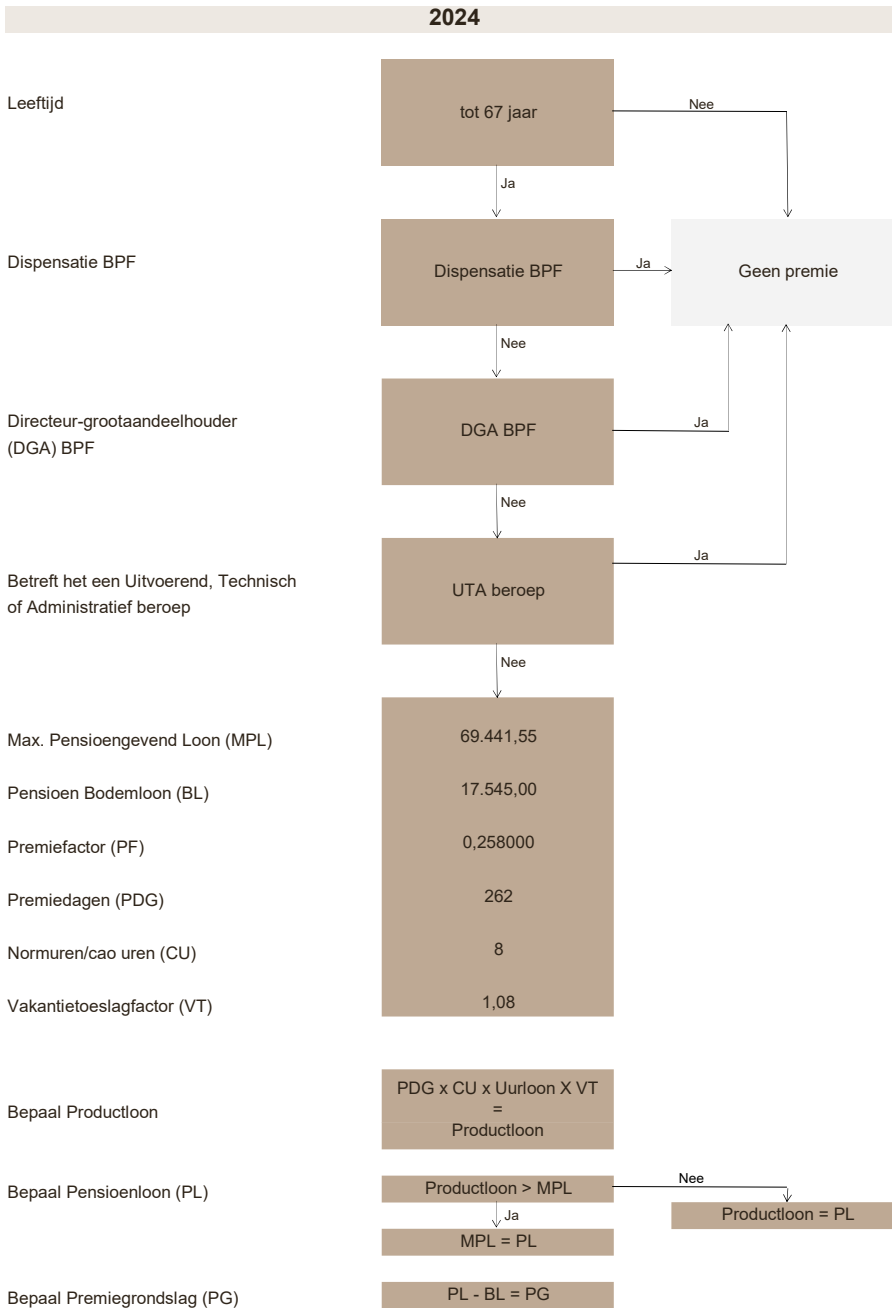 2024
Leeftijd
tot 67 jaar
Nee
Ja
Dispensatie BPF
Dispensatie BPF
Ja
Geen premie
Nee
Directeur-grootaandeelhouder
(DGA) BPF
DGA BPF
Ja
Nee
Betreft het een Uitvoerend, Technisch
of Administratief beroep
UTA beroep
Ja
Nee
Max. Pensioengevend Loon (MPL)
69.441,55
Pensioen Bodemloon (BL)
17.545,00
Premiefactor (PF)
0,258000
Premiedagen (PDG)
262
Normuren/cao uren (CU)
8
Vakantietoeslagfactor (VT)
1,08
Bepaal Productloon
PDG x CU x Uurloon X VT
=
Productloon
Bepaal Pensioenloon (PL)
Productloon > MPL
Nee
Productloon = PL
Ja
MPL = PL
Bepaal Premiegrondslag (PG)
PL - BL = PG